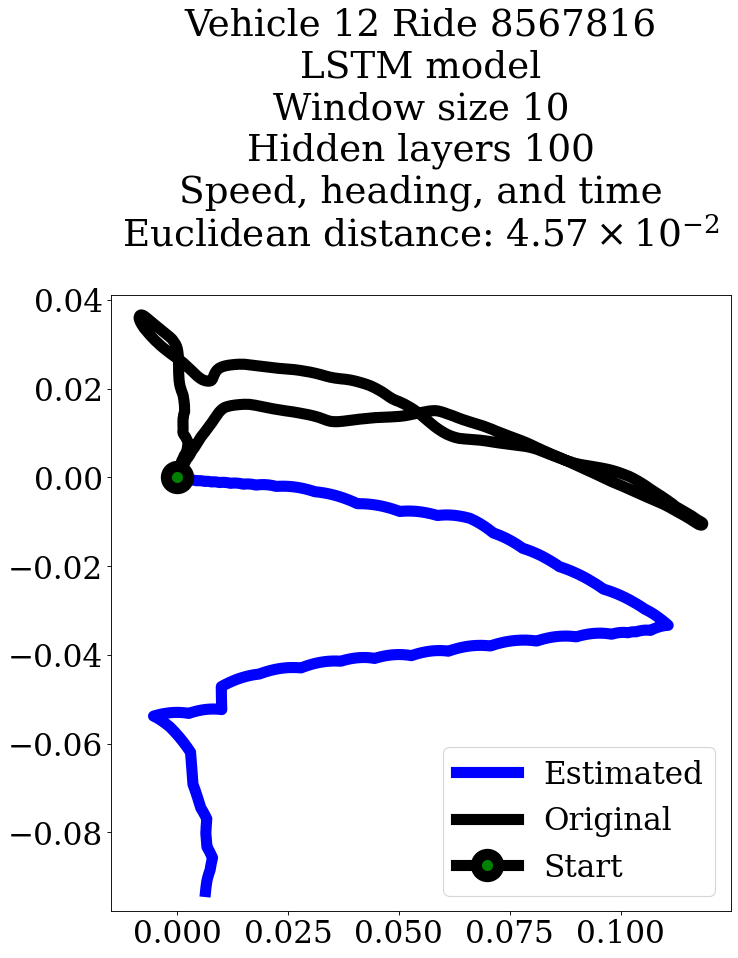 Vehicle 12 Ride 8567816
LSTM model
Window size 10
Hidden layers 100
Speed, heading, and time
Euclidean distance: 4.57 × 10⁻²
0.04
0.02
0.00
−0.02
−0.04
−0.06
−0.08
Estimated
Original
Start
0.000 0.025 0.050 0.075 0.100